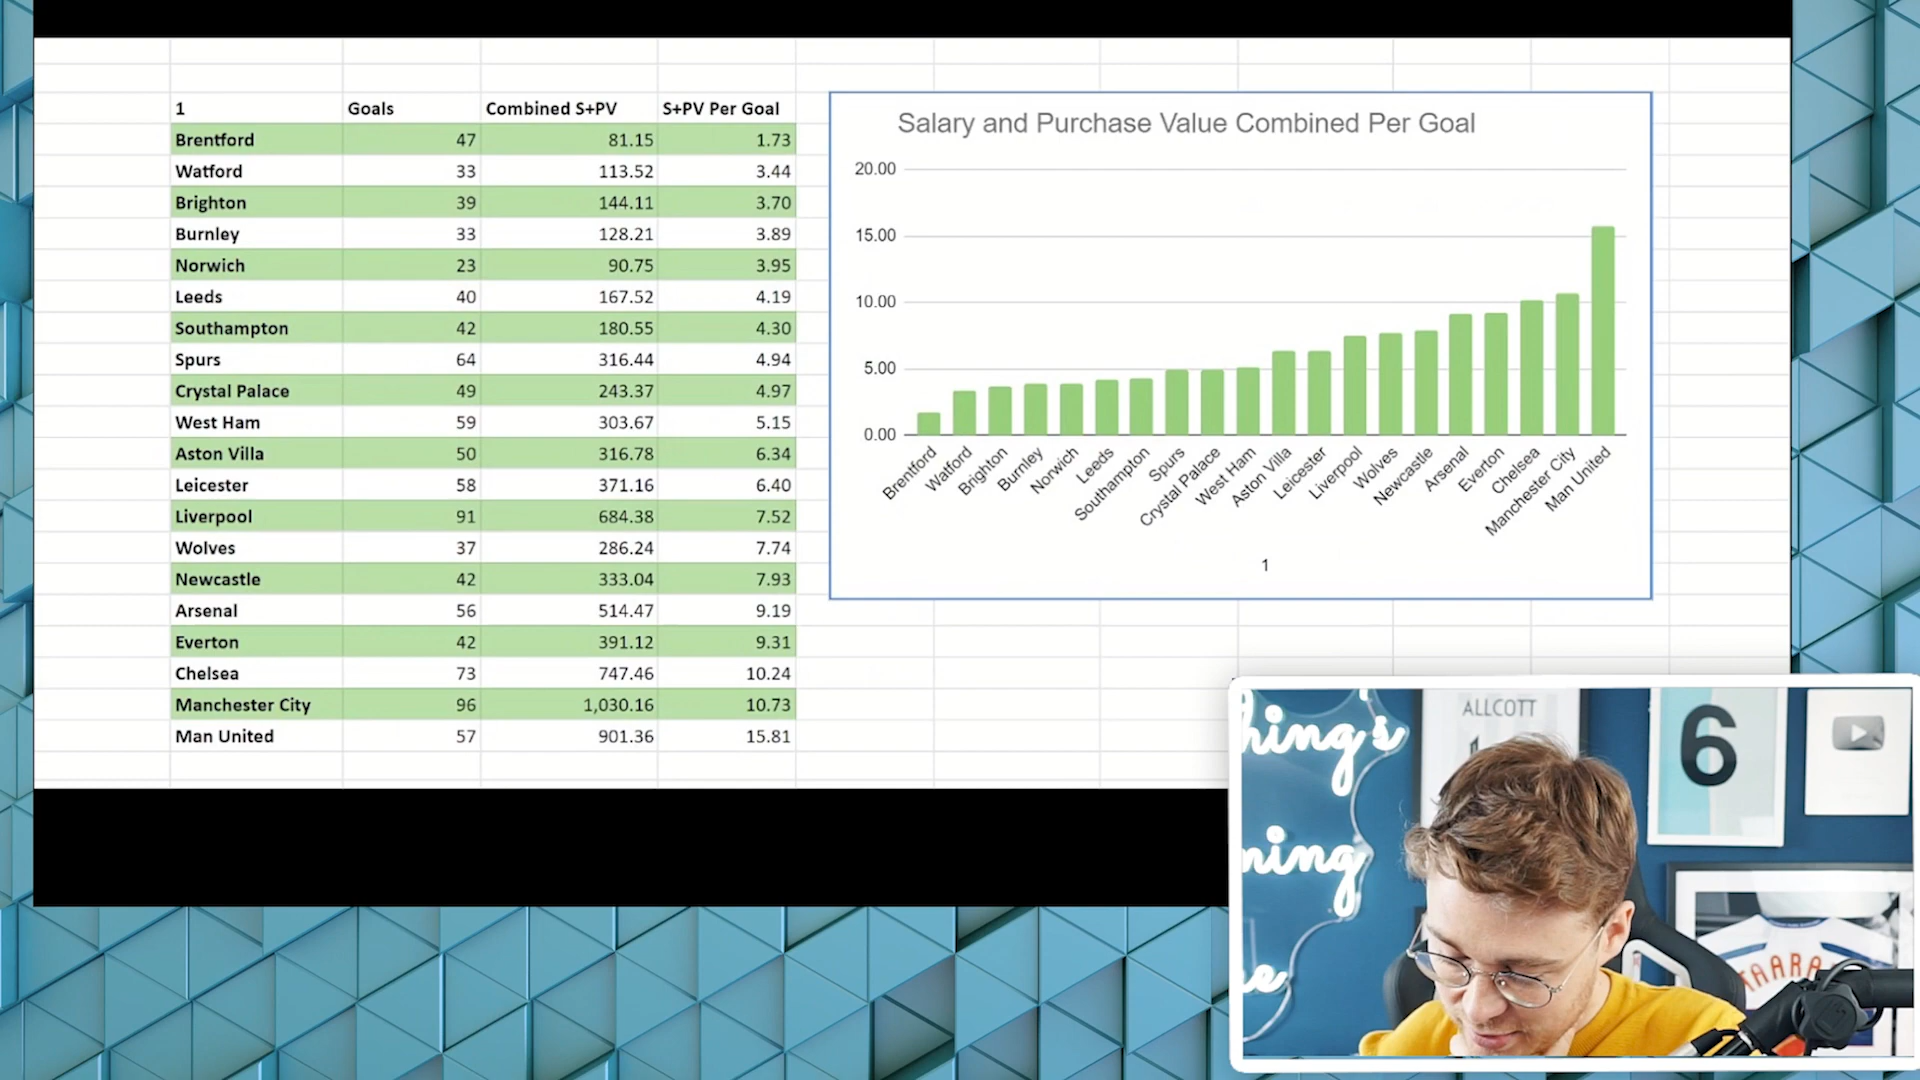 1 Goals Combined S+PV S+PV Per Goal
Brentford 47 81.15 1.73
Watford 33 113.52 3.44
Brighton 39 144.11 3.70
Burnley 33 128.21 3.89
Norwich 23 90.75 3.95
Leeds 40 167.52 4.19
Southampton 42 180.55 4.30
Spurs 64 316.44 4.94
Crystal Palace 49 243.37 4.97
West Ham 59 303.67 5.15
Aston Villa 50 316.78 6.34
Leicester 58 371.16 6.40
Liverpool 91 684.38 7.52
Wolves 37 286.24 7.74
Newcastle 42 333.04 7.93
Arsenal 56 514.47 9.19
Everton 42 391.12 9.31
Chelsea 73 747.46 10.24
Manchester City 96 1,030.16 10.73
Man United 57 901.36 15.81
Salary and Purchase Value Combined Per Goal
20.00
15.00
10.00
5.00
0.00
Brentford
Watford
Brighton
Burnley
Norwich
Leeds
Southampton
Spurs
Crystal Palace
West Ham
Aston Villa
Leicester
Liverpool
Wolves
Newcastle
Arsenal
Everton
Chelsea
Manchester City
Man United
1
hing's
ning
e
ALLCOTT
1
6
AARA